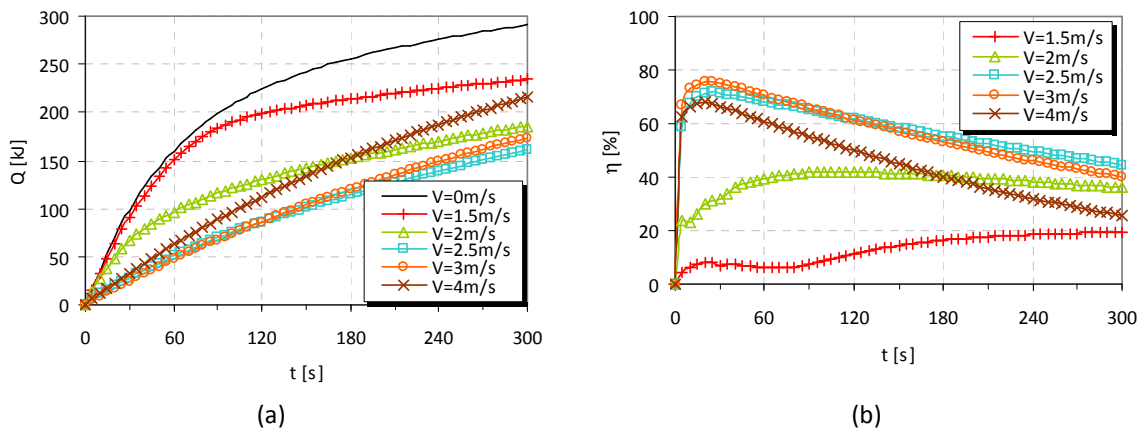 300
250
200
150
100
50
0
Q [kJ]
0 60 120 180 240 300
t [s]
V=0m/s
V=1.5m/s
V=2m/s
V=2.5m/s
V=3m/s
V=4m/s
(a)
100
80
60
40
20
0
η [%]
0 60 120 180 240 300
t [s]
V=1.5m/s
V=2m/s
V=2.5m/s
V=3m/s
V=4m/s
(b)